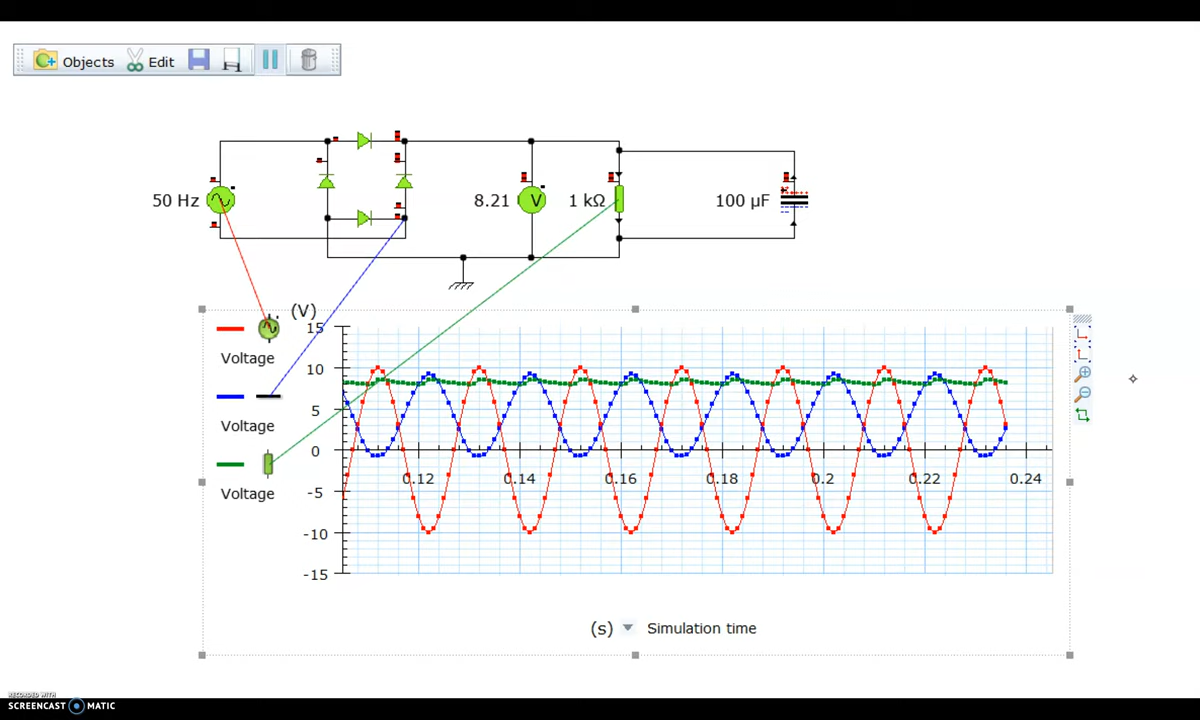 Objects Edit
50 Hz
8.21 V
1 kΩ
100 µF
(V)
15
10
5
0
-5
-10
-15
Voltage
Voltage
Voltage
0.12 0.14 0.16 0.18 0.2 0.22 0.24
(s) Simulation time
RECORDED WITH
SCREENCAST MATIC